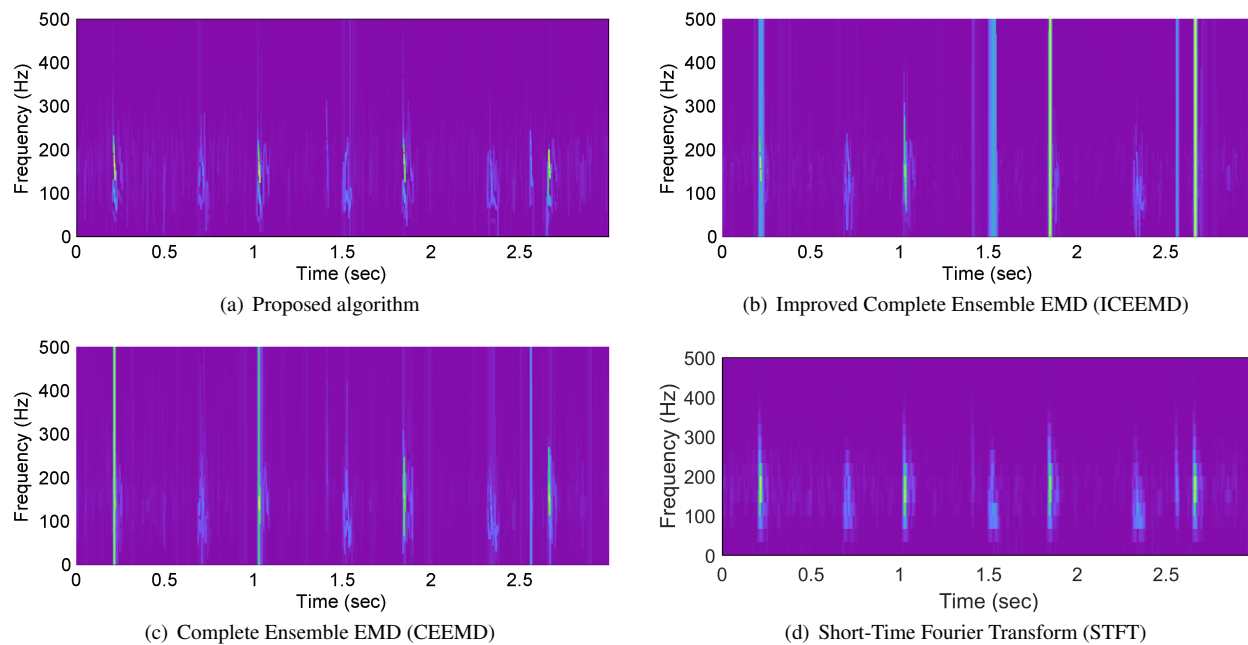 500
400
300
200
100
0
Frequency (Hz)
0 0.5 1 1.5 2 2.5
Time (sec)
(a) Proposed algorithm
500
400
300
200
100
0
Frequency (Hz)
0 0.5 1 1.5 2 2.5
Time (sec)
(b) Improved Complete Ensemble EMD (ICEEMD)
500
400
300
200
100
0
Frequency (Hz)
0 0.5 1 1.5 2 2.5
Time (sec)
(c) Complete Ensemble EMD (CEEMD)
500
400
300
200
100
0
Frequency (Hz)
0 0.5 1 1.5 2 2.5
Time (sec)
(d) Short-Time Fourier Transform (STFT)